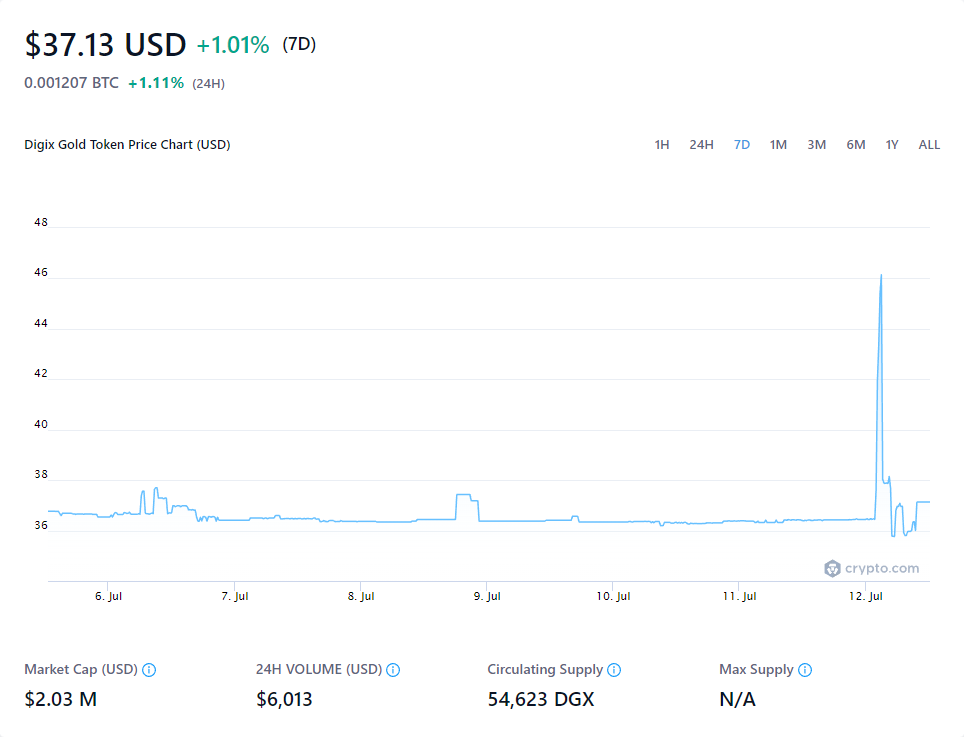 $37.13 USD +1.01% (7D)
0.001207 BTC +1.11% (24H)
Digix Gold Token Price Chart (USD)
1H 24H 7D 1M 3M 6M 1Y ALL
48
46
44
42
40
38
36
crypto.com
6. Jul 7. Jul 8. Jul 9. Jul 10. Jul 11. Jul 12. Jul
Market Cap (USD) 24H VOLUME (USD) Circulating Supply Max Supply
$2.03 M $6,013 54,623 DGX N/A